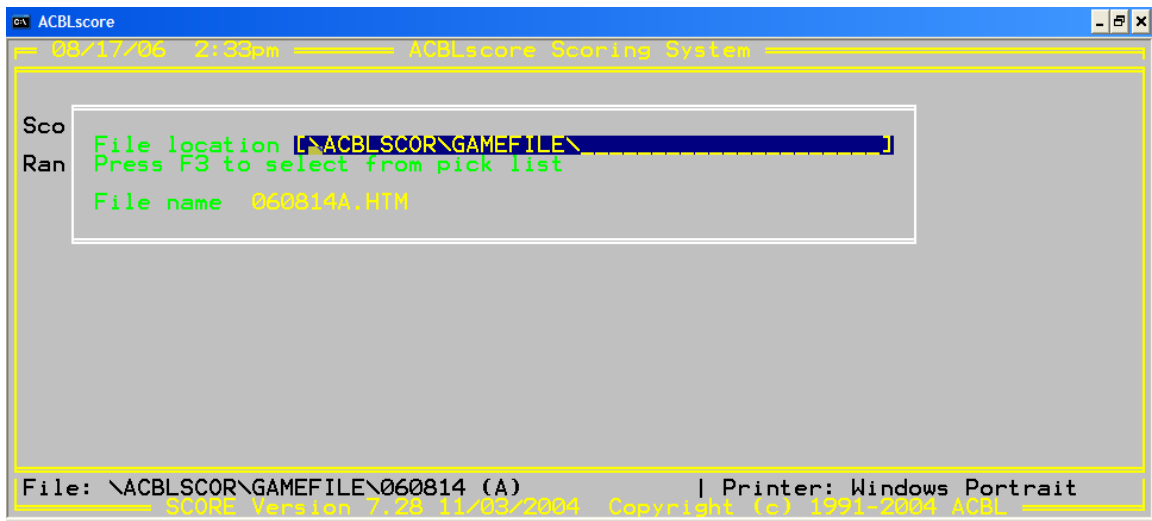 ACBLscore
08/17/06 2:33pm ACBLscore Scoring System
Sco
File location [\ACBLSCOR\GAMEFILE\_______________________]
Ran Press F3 to select from pick list
File name 060814A.HTM
File: \ACBLSCOR\GAMEFILE\060814 (A) | Printer: Windows Portrait
SCORE Version 7.28 11/03/2004 Copyright (c) 1991-2004 ACBL